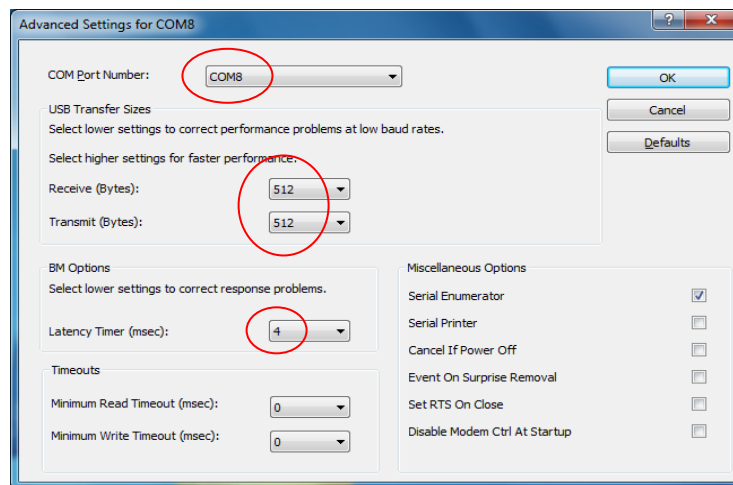 Advanced Settings for COM8
COM Port Number: COM8
OK
USB Transfer Sizes
Cancel
Select lower settings to correct performance problems at low baud rates.
Defaults
Select higher settings for faster performance.
Receive (Bytes): 512
Transmit (Bytes): 512
BM Options
Select lower settings to correct response problems.
Latency Timer (msec): 4
Timeouts
Minimum Read Timeout (msec): 0
Minimum Write Timeout (msec): 0
Miscellaneous Options
Serial Enumerator
Serial Printer
Cancel If Power Off
Event On Surprise Removal
Set RTS On Close
Disable Modem Ctrl At Startup